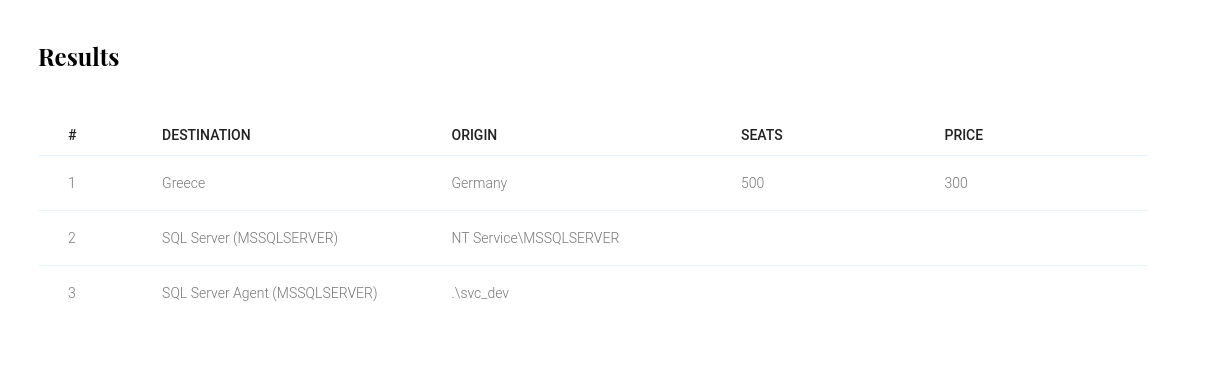 Results
# DESTINATION ORIGIN SEATS PRICE
1 Greece Germany 500 300
2 SQL Server (MSSQLSERVER) NT Service\MSSQLSERVER
3 SQL Server Agent (MSSQLSERVER) .\svc_dev